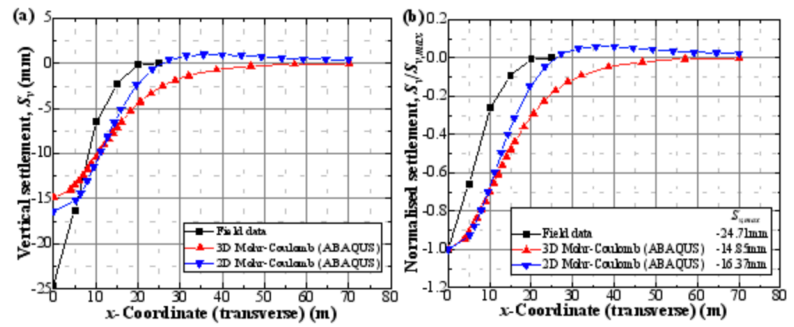 (a)
5
0
-5
-10
-15
-20
-25
Vertical settlement, Sv (mm)
Field data
3D Mohr-Coulomb (ABAQUS)
2D Mohr-Coulomb (ABAQUS)
0 10 20 30 40 50 60 70 80
x- Coordinate (transverse) (m)
(b)
0.2
0.0
-0.2
-0.4
-0.6
-0.8
-1.0
-1.2
Normalised settlement, Sv/Sv,max
Sv,max
Field data -24.71mm
3D Mohr-Coulomb (ABAQUS) -14.85mm
2D Mohr-Coulomb (ABAQUS) -16.37mm
0 10 20 30 40 50 60 70 80
x- Coordinate (transverse) (m)